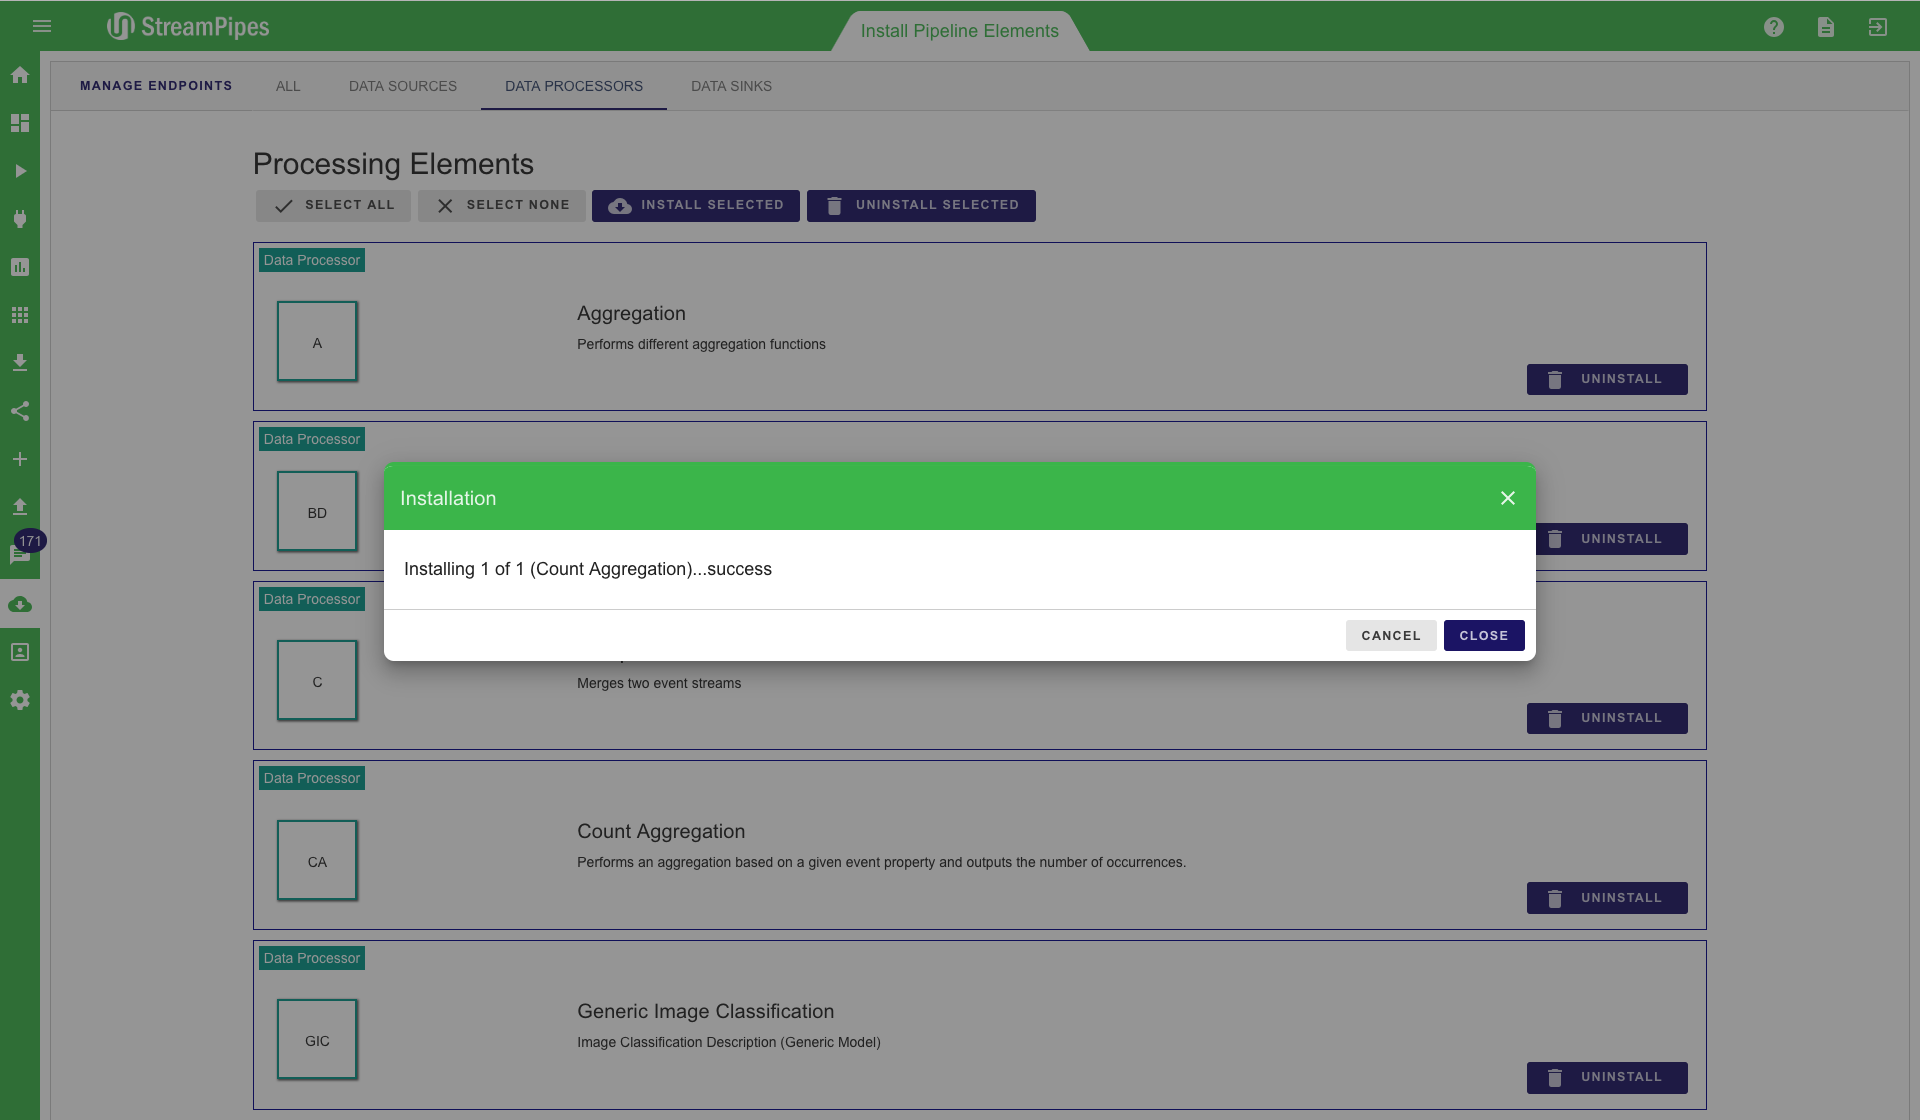 StreamPipes
Install Pipeline Elements
MANAGE ENDPOINTS
ALL
DATA SOURCES
DATA PROCESSORS
DATA SINKS
Processing Elements
SELECT ALL
SELECT NONE
INSTALL SELECTED
UNINSTALL SELECTED
Data Processor
A
Aggregation
Performs different aggregation functions
UNINSTALL
Data Processor
BD
UNINSTALL
171
Installation
Installing 1 of 1 (Count Aggregation)...success
CANCEL
CLOSE
Data Processor
C
Merges two event streams
UNINSTALL
Data Processor
CA
Count Aggregation
Performs an aggregation based on a given event property and outputs the number of occurrences.
UNINSTALL
Data Processor
GIC
Generic Image Classification
Image Classification Description (Generic Model)
UNINSTALL